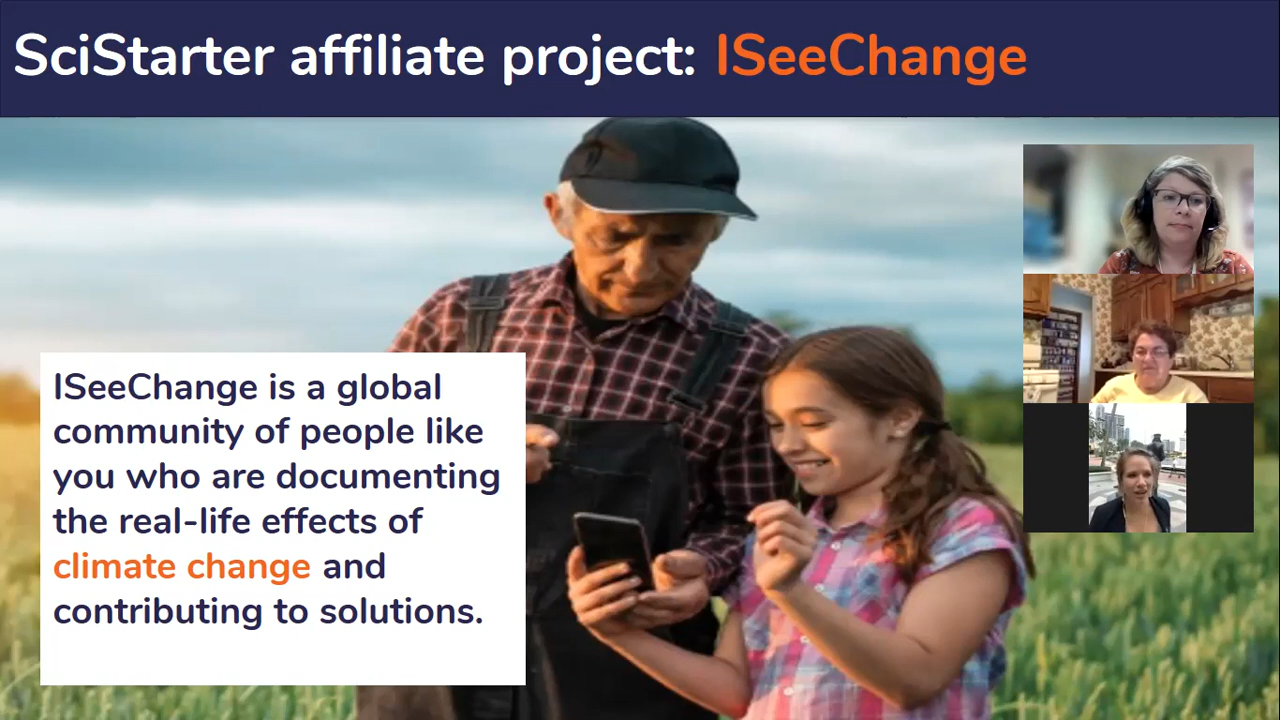 SciStarter affiliate project: ISeeChange
ISeeChange is a global
community of people like
you who are documenting
the real-life effects of
climate change and
contributing to solutions.